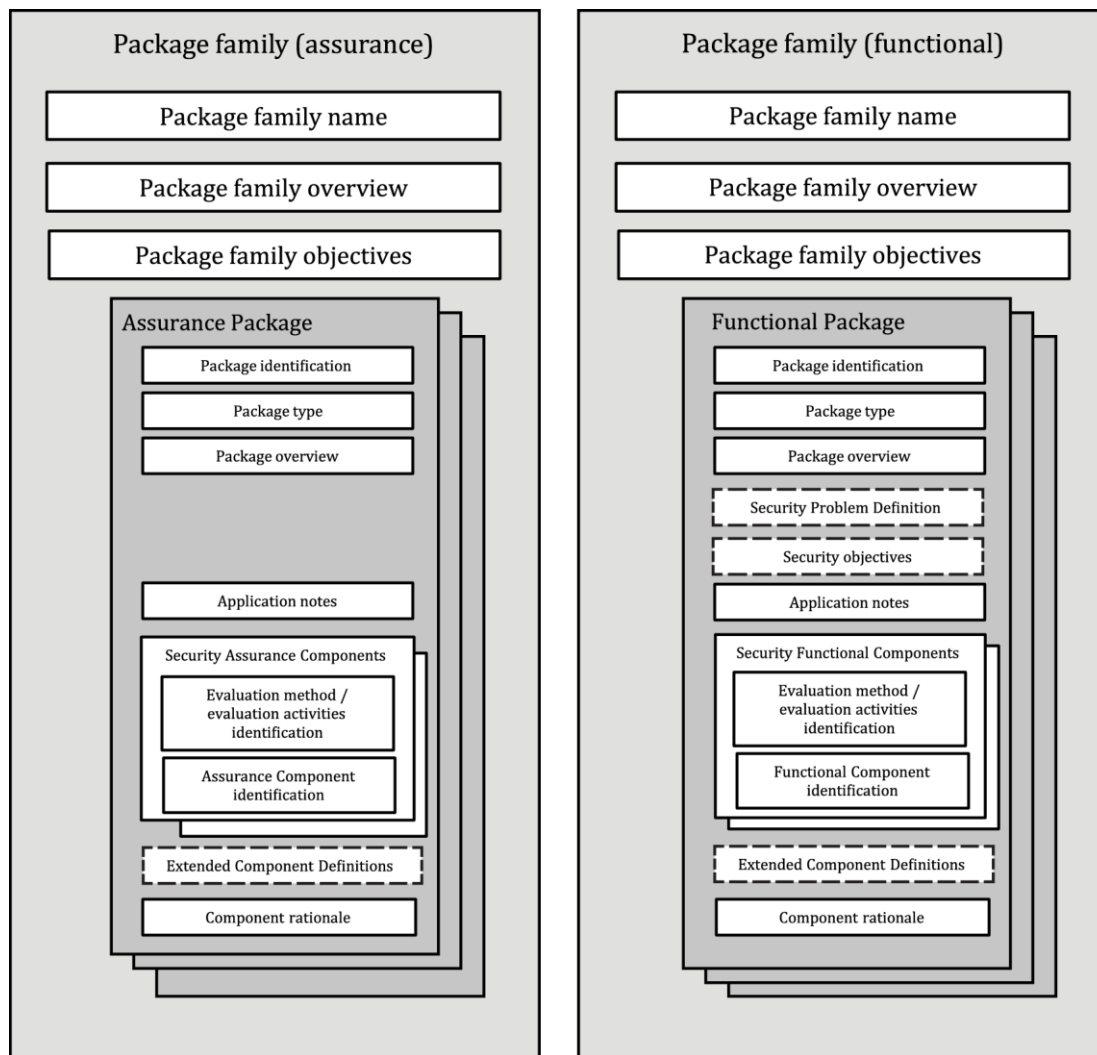 Package family (assurance)
Package family name
Package family overview
Package family objectives
Assurance Package
Package identification
Package type
Package overview
Application notes
Security Assurance Components
Evaluation method /
evaluation activities
identification
Assurance Component
identification
Extended Component Definitions
Component rationale
Package family (functional)
Package family name
Package family overview
Package family objectives
Functional Package
Package identification
Package type
Package overview
Security Problem Definition
Security objectives
Application notes
Security Functional Components
Evaluation method /
evaluation activities
identification
Functional Component
identification
Extended Component Definitions
Component rationale